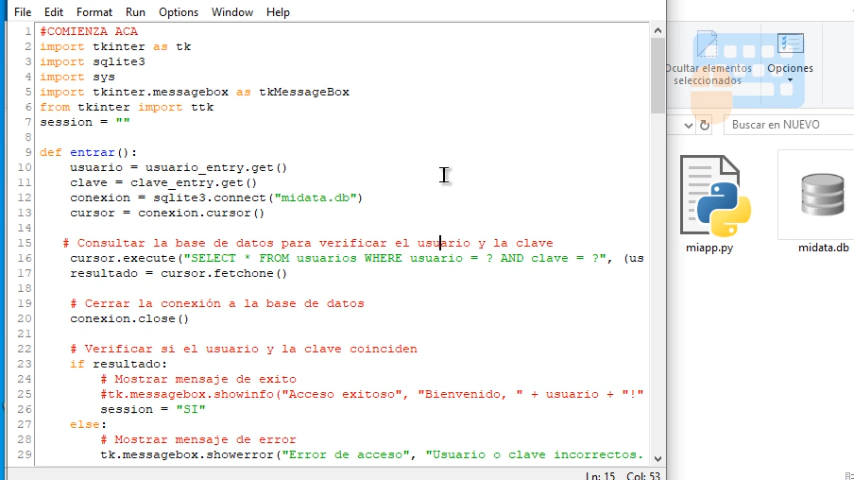 File Edit Format Run Options Window Help
1 #COMIENZA ACA
2 import tkinter as tk
3 import sqlite3
4 import sys
5 import tkinter.messagebox as tkMessageBox
6 from tkinter import ttk
7 session = ""
8
9 def entrar():
10 usuario = usuario_entry.get()
11 clave = clave_entry.get()
12 conexion = sqlite3.connect("midata.db")
13 cursor = conexion.cursor()
14
15 # Consultar la base de datos para verificar el usuario y la clave
16 cursor.execute("SELECT * FROM usuarios WHERE usuario = ? AND clave = ?", (us
17 resultado = cursor.fetchone()
18
19 # Cerrar la conexión a la base de datos
20 conexion.close()
21
22 # Verificar si el usuario y la clave coinciden
23 if resultado:
24 # Mostrar mensaje de exito
25 #tk.messagebox.showinfo("Acceso exitoso", "Bienvenido, " + usuario + "!"
26 session = "SI"
27 else:
28 # Mostrar mensaje de error
29 tk.messagebox.showerror("Error de acceso", "Usuario o clave incorrectos.
Ln: 15 Col: 53
Ocultar elementos
seleccionados
Opciones
Buscar en NUEVO
miapp.py
midata.db